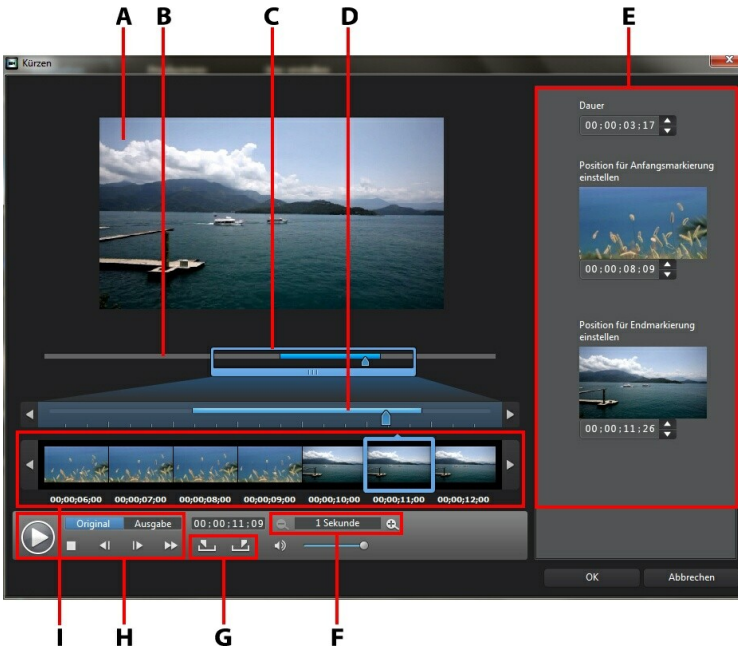 A B C D E
Kürzen
Dauer
00;00;03;17
Position für Anfangsmarkierung
einstellen
00;00;08;09
Position für Endmarkierung
einstellen
00;00;11;26
00;00;06;00 00;00;07;00 00;00;08;00 00;00;09;00 00;00;10;00 00;00;11;00 00;00;12;00
Original Ausgabe 00;00;11;09 1 Sekunde
OK Abbrechen
I H G F